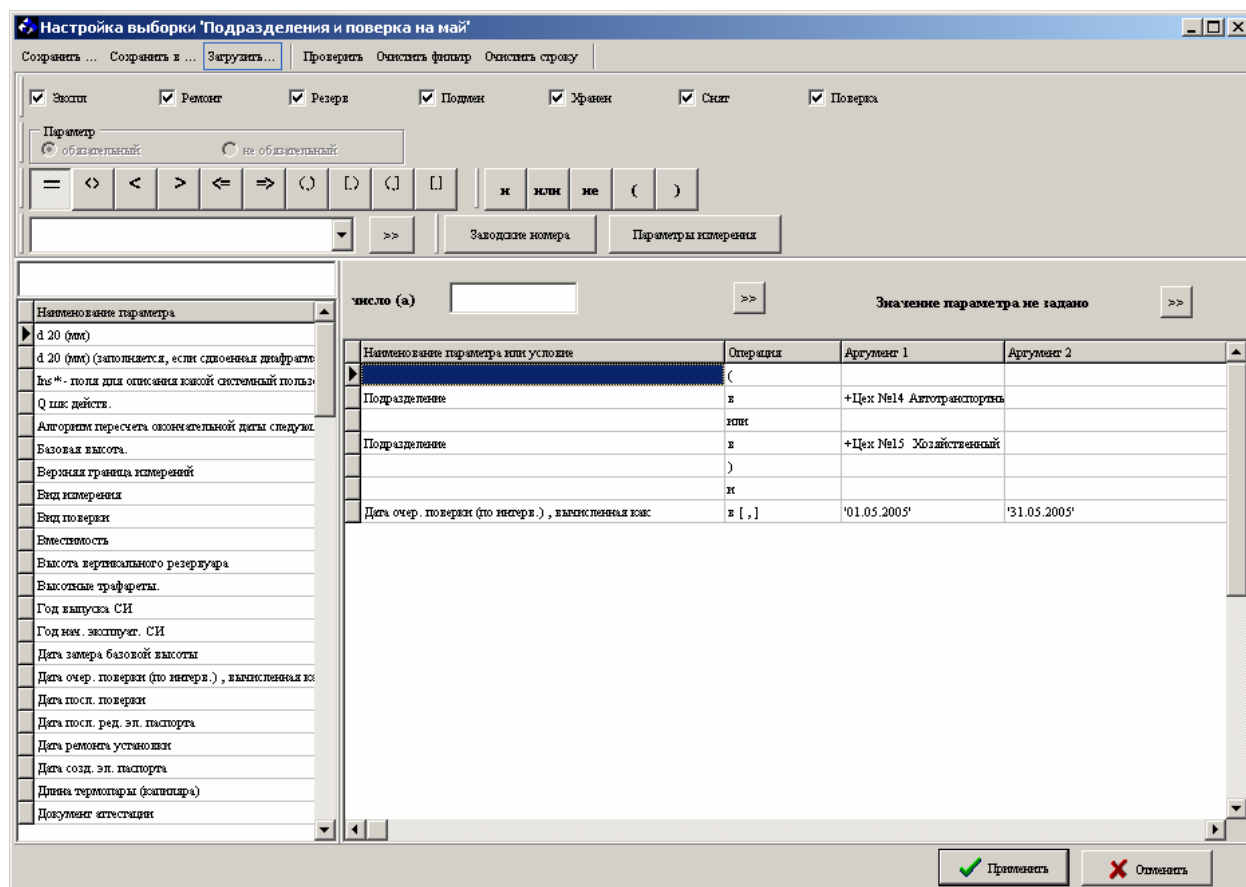 Настройка выборки 'Подразделения и поверка на май'
Сохранить ... Сохранить в ... Загрузить... Проверить Очистить фильтр Очистить строку
Экспл Ремонт Резерв Подмен Хранен Снят Поверка
Параметр
обязательный не обязательный
= <> < > <= => (,) [,) (,] [,] и или не ( )
>> Заводские номера Параметры измерения
число (а) >> Значение параметра не задано >>
Наименование параметра
d 20 (мм)
d 20 (мм) (заполняется, если сдвоенная диафрагм
Ins* - поля для описания какой системный польз
Q шк действ.
Алгоритм пересчета окончательной даты следующ
Базовая высота.
Верхняя граница измерений
Вид измерения
Вид поверки
Вместимость
Высота вертикального резервуара
Высотные трафареты.
Год выпуска СИ
Год нач. эксплуат. СИ
Дата замера базовой высоты
Дата очер. поверки (по интерв.) , вычисленная ка
Дата посл. поверки
Дата посл. ред. эл. паспорта
Дата ремонта установки
Дата созд. эл. паспорта
Длина термопары (капиляра)
Документ аттестации
Наименование параметра или условие Операция Аргумент 1 Аргумент 2
(
Подразделение в +Цех №14 Автотранспортны
или
Подразделение в +Цех №15 Хозяйственный
)
и
Дата очер. поверки (по интерв.) , вычисленная как в [ , ] '01.05.2005' '31.05.2005'
Применить Отменить